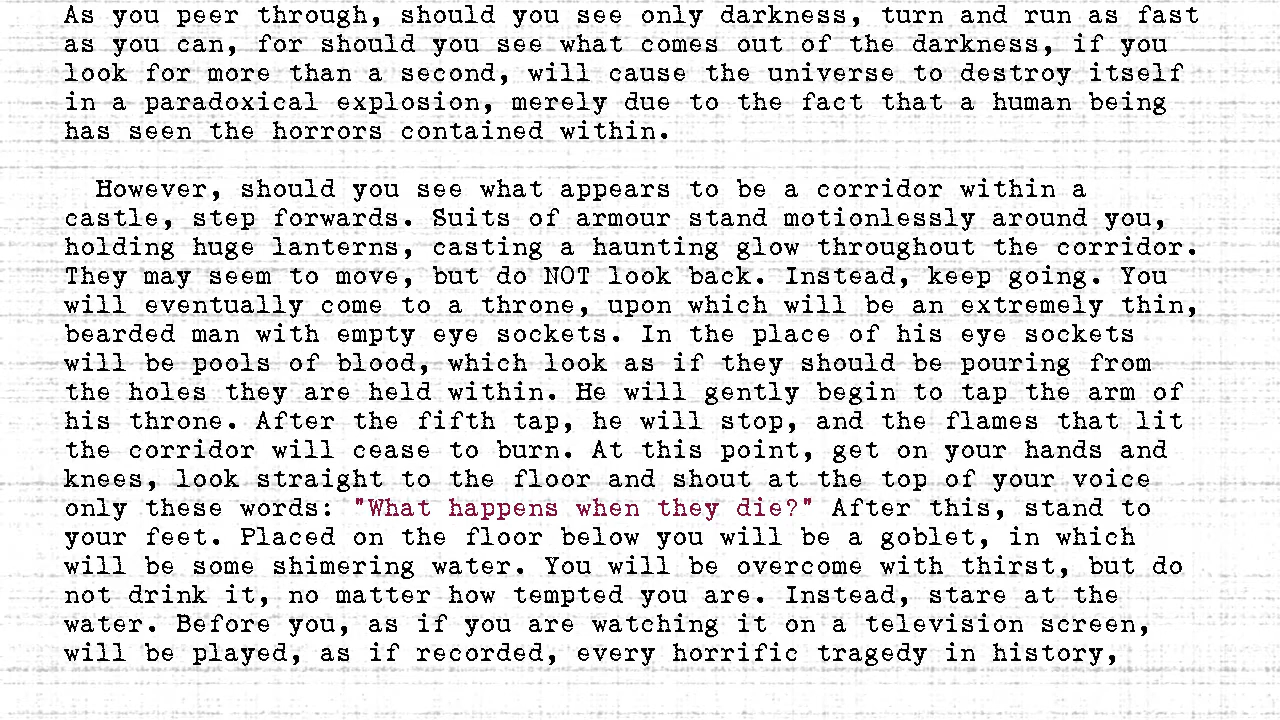 As you peer through, should you see only darkness, turn and run as fast
as you can, for should you see what comes out of the darkness, if you
look for more than a second, will cause the universe to destroy itself
in a paradoxical explosion, merely due to the fact that a human being
has seen the horrors contained within.
However, should you see what appears to be a corridor within a
castle, step forwards. Suits of armour stand motionlessly around you,
holding huge lanterns, casting a haunting glow throughout the corridor.
They may seem to move, but do NOT look back. Instead, keep going. You
will eventually come to a throne, upon which will be an extremely thin,
bearded man with empty eye sockets. In the place of his eye sockets
will be pools of blood, which look as if they should be pouring from
the holes they are held within. He will gently begin to tap the arm of
his throne. After the fifth tap, he will stop, and the flames that lit
the corridor will cease to burn. At this point, get on your hands and
knees, look straight to the floor and shout at the top of your voice
only these words: "What happens when they die?" After this, stand to
your feet. Placed on the floor below you will be a goblet, in which
will be some shimering water. You will be overcome with thirst, but do
not drink it, no matter how tempted you are. Instead, stare at the
water. Before you, as if you are watching it on a television screen,
will be played, as if recorded, every horrific tragedy in history,